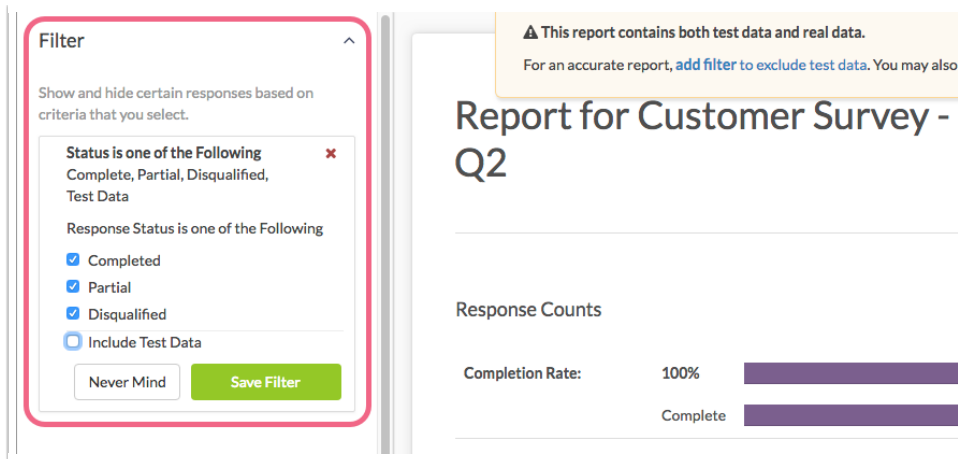 Filter
Show and hide certain responses based on
criteria that you select.
Status is one of the Following
Complete, Partial, Disqualified,
Test Data
Response Status is one of the Following
Completed
Partial
Disqualified
Include Test Data
Never Mind
Save Filter
This report contains both test data and real data.
For an accurate report, add filter to exclude test data. You may also
Report for Customer Survey -
Q2
Response Counts
Completion Rate: 100%
Complete